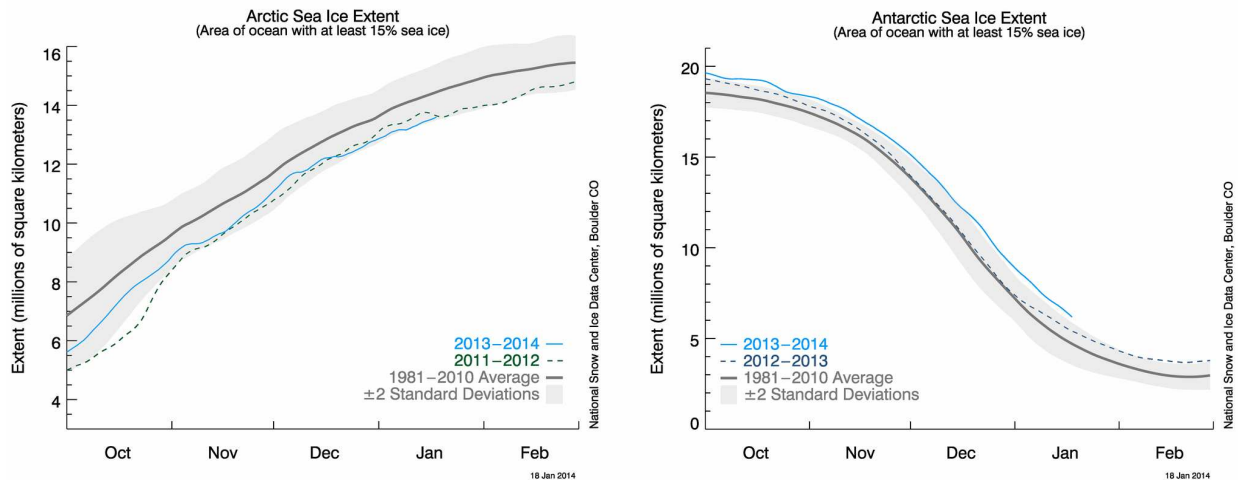 Arctic Sea Ice Extent
(Area of ocean with at least 15% sea ice)
Extent (millions of square kilometers)
16
14
12
10
8
6
4
Oct Nov Dec Jan Feb
2013−2014
2011−2012
1981−2010 Average
±2 Standard Deviations
National Snow and Ice Data Center, Boulder CO
18 Jan 2014
Antarctic Sea Ice Extent
(Area of ocean with at least 15% sea ice)
Extent (millions of square kilometers)
20
15
10
5
0
Oct Nov Dec Jan Feb
2013−2014
2012−2013
1981−2010 Average
±2 Standard Deviations
National Snow and Ice Data Center, Boulder CO
18 Jan 2014